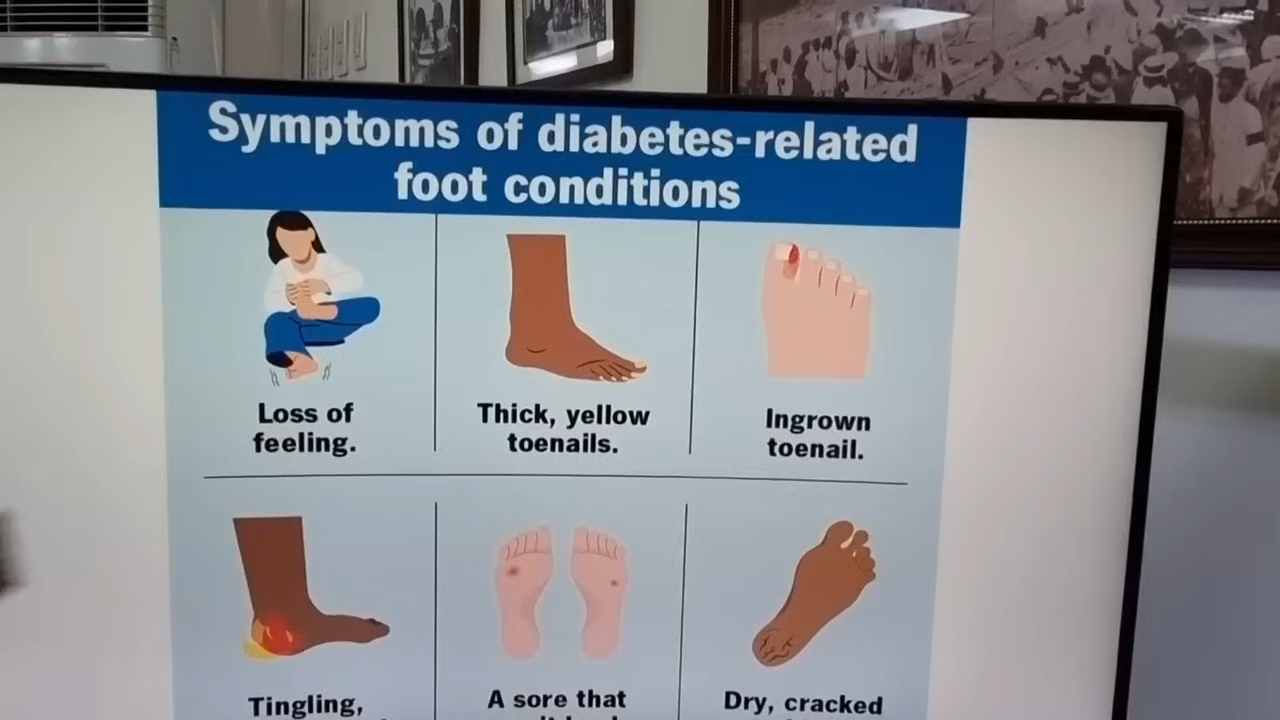 Symptoms of diabetes-related
foot conditions
Loss of
feeling.
Thick, yellow
toenails.
Ingrown
toenail.
Tingling,
A sore that
Dry, cracked